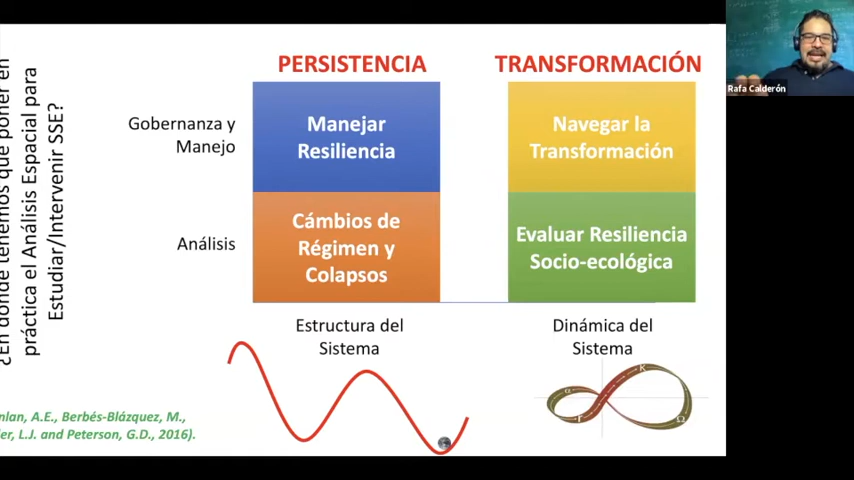 ¿En dónde tenemos que poner en
práctica el Análisis Espacial para
Estudiar/Intervenir SSE?
PERSISTENCIA
TRANSFORMACIÓN
Rafa Calderón
Gobernanza y
Manejo
Manejar
Resiliencia
Navegar la
Transformación
Análisis
Cámbios de
Régimen y
Colapsos
Evaluar Resiliencia
Socio-ecológica
Estructura del
Sistema
Dinámica del
Sistema
α
K
r
Ω
A.E., Berbés-Blázquez, M.,
L.J. and Peterson, G.D., 2016).